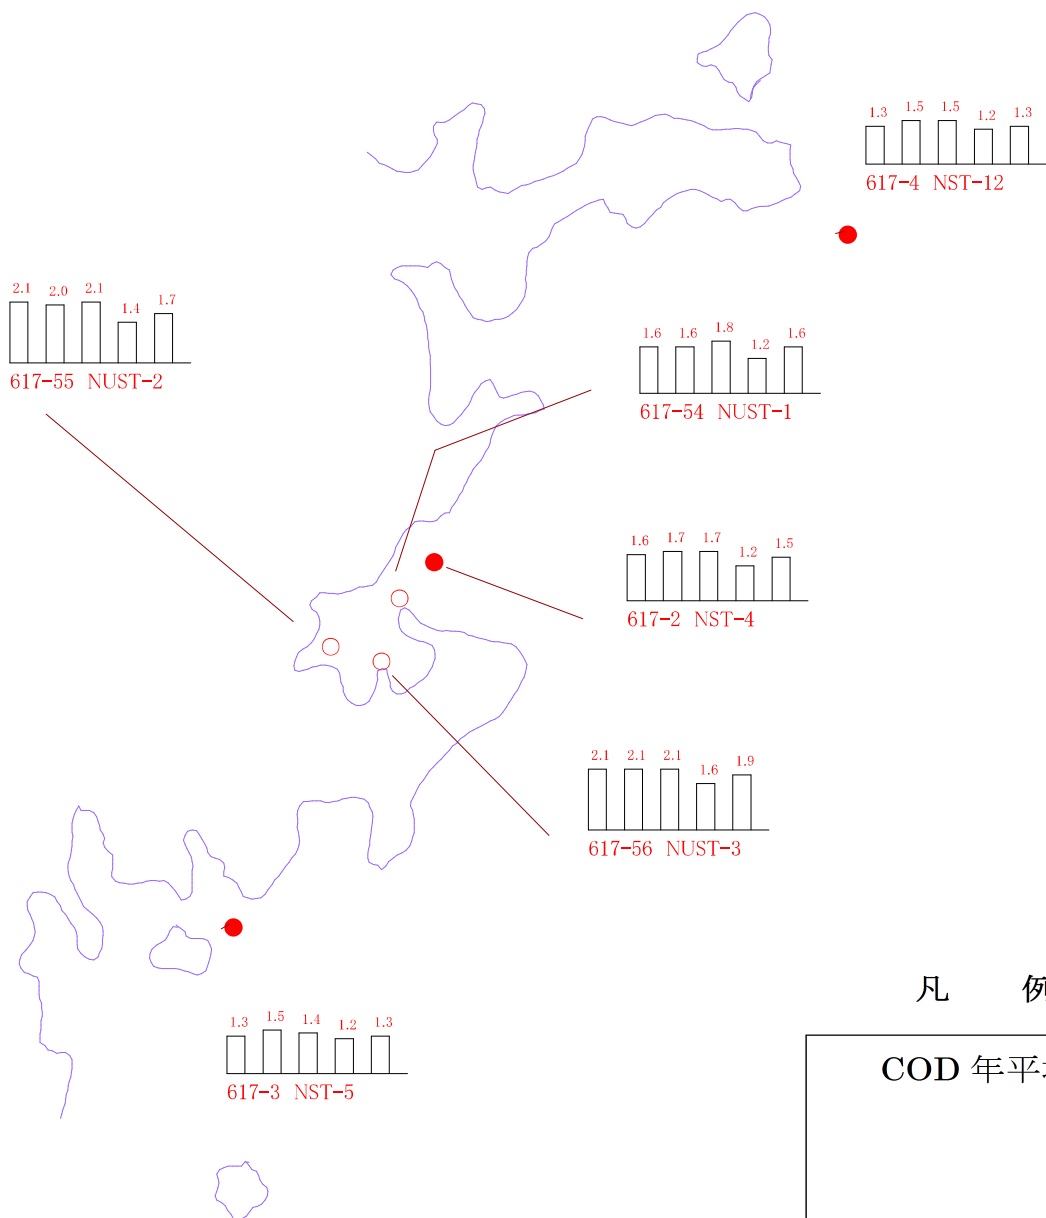 1.3 1.5 1.5 1.2 1.3
617-4 NST-12
2.1 2.0 2.1 1.4 1.7
617-55 NUST-2
1.6 1.6 1.8 1.2 1.6
617-54 NUST-1
1.6 1.7 1.7 1.2 1.5
617-2 NST-4
2.1 2.1 2.1 1.6 1.9
617-56 NUST-3
1.3 1.5 1.4 1.2 1.3
617-3 NST-5
凡 例
COD 年平